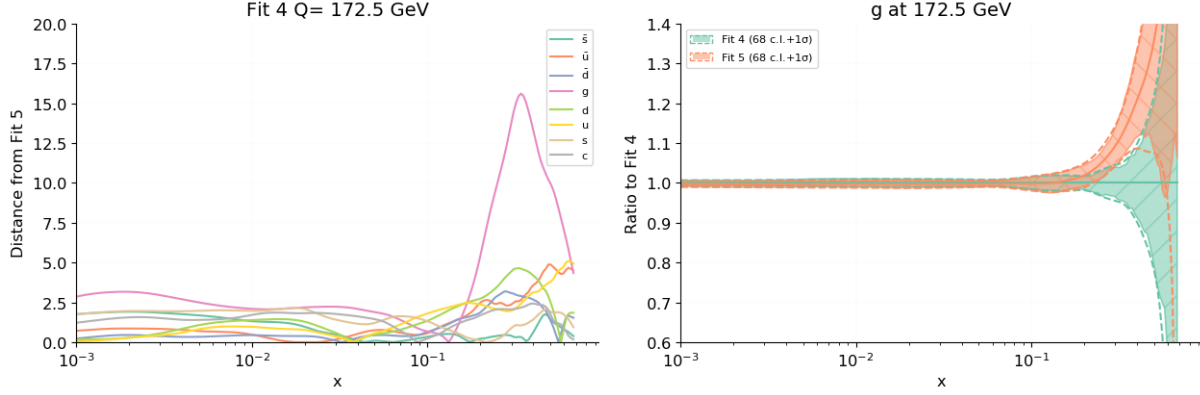 Fit 4 Q= 172.5 GeV
20.0
17.5
15.0
12.5
10.0
7.5
5.0
2.5
0.0
Distance from Fit 5
s̄
ū
d̄
g
d
u
s
c
10⁻³
10⁻²
10⁻¹
x
g at 172.5 GeV
1.4
1.3
1.2
1.1
1.0
0.9
0.8
0.7
0.6
Ratio to Fit 4
Fit 4 (68 c.l.+1σ)
Fit 5 (68 c.l.+1σ)
10⁻³
10⁻²
10⁻¹
x